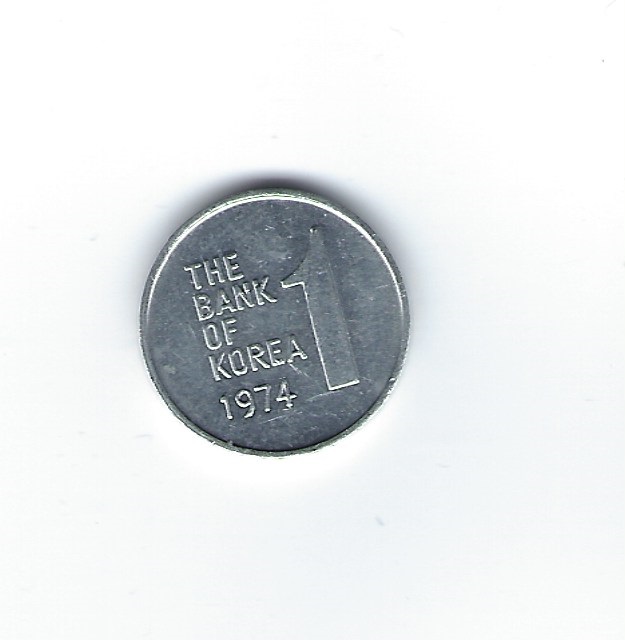 THE
BANK
OF
KOREA
1974
1